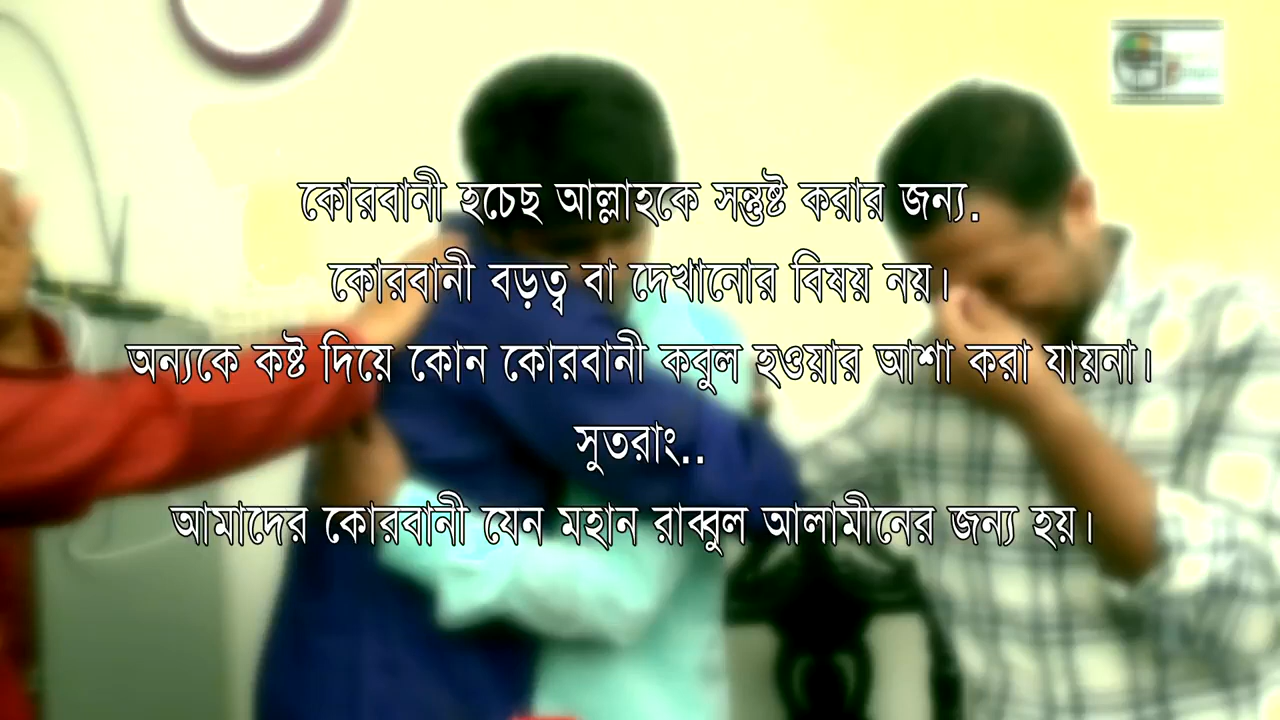 কোরবানী হচেছ আল্লাহকে সন্তুষ্ট করার জন্য.
কোরবানী বড়ত্ব বা দেখানোর বিষয় নয়।
অন্যকে কষ্ট দিয়ে কোন কোরবানী কবুল হওয়ার আশা করা যায়না।
সুতরাং..
আমাদের কোরবানী যেন মহান রাব্বুল আলামীনের জন্য হয়।